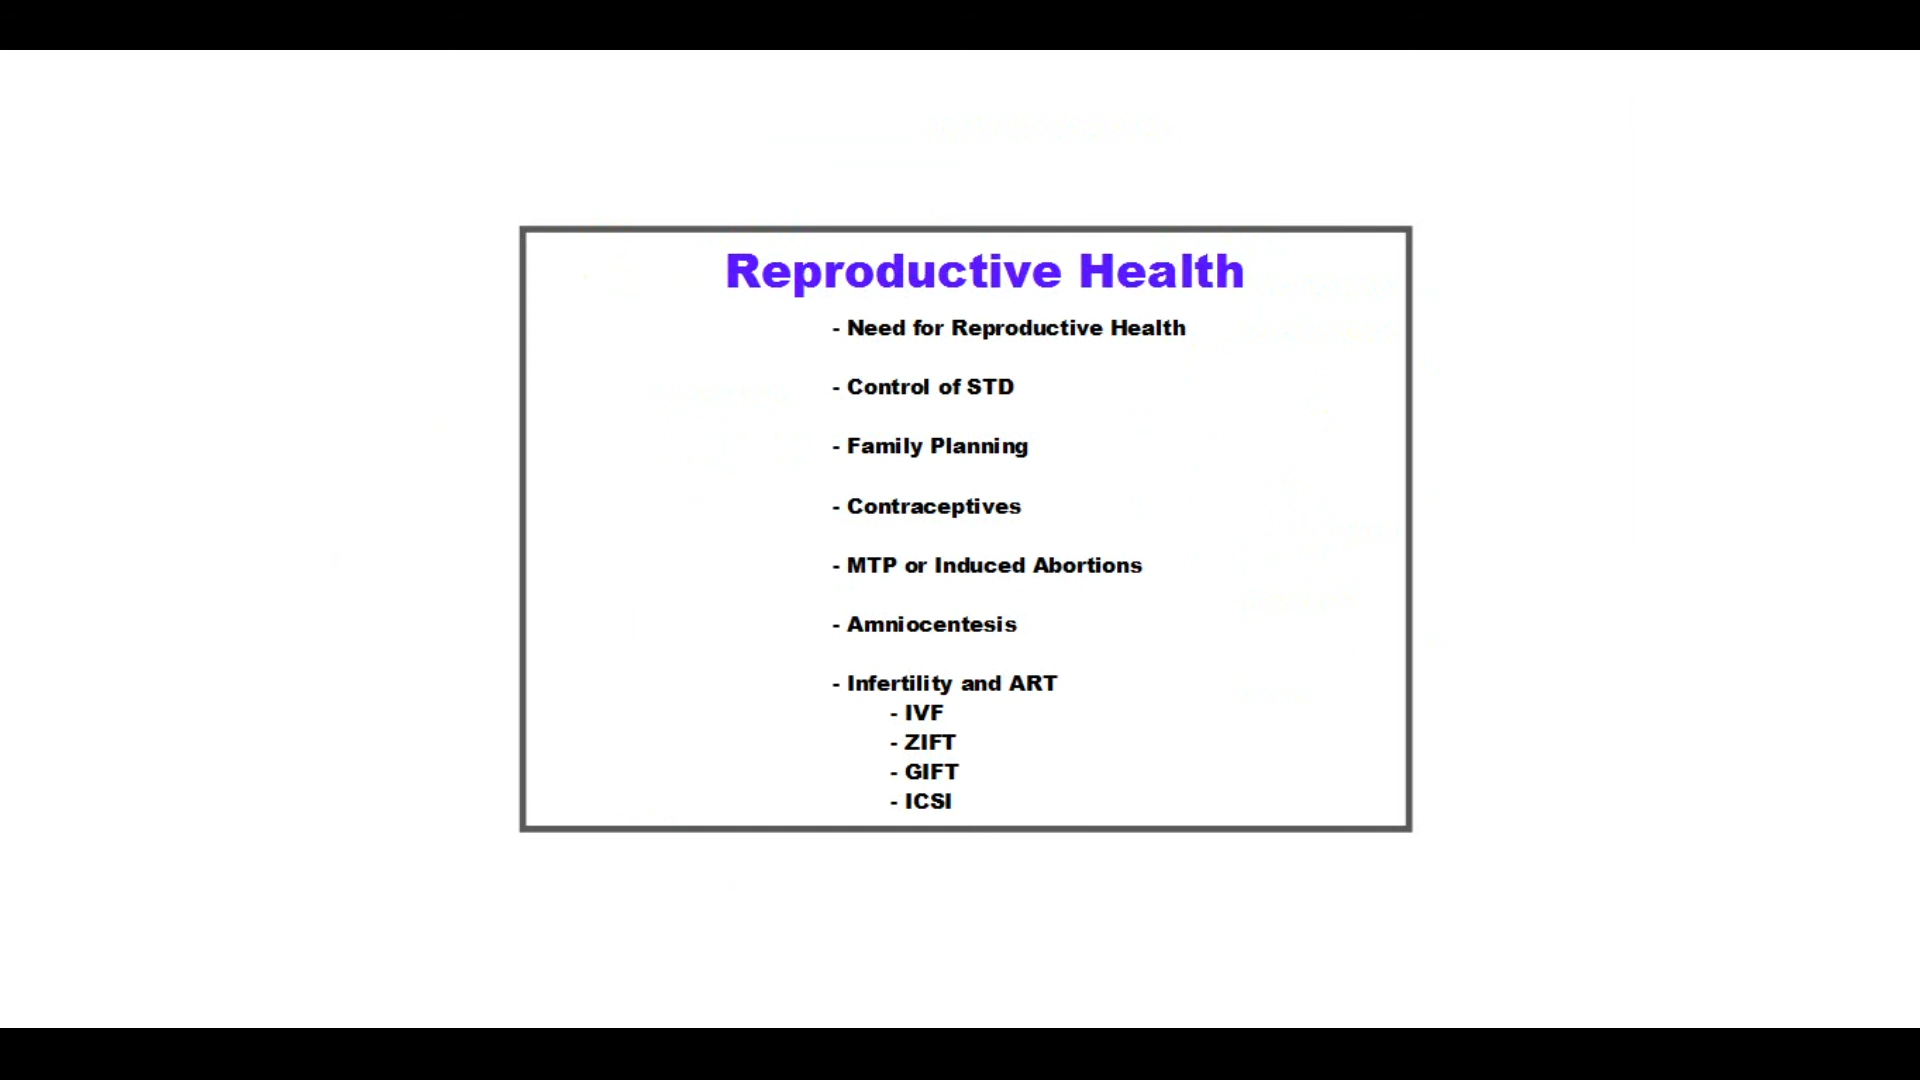 Reproductive Health
- Need for Reproductive Health
- Control of STD
- Family Planning
- Contraceptives
- MTP or Induced Abortions
- Amniocentesis
- Infertility and ART
- IVF
- ZIFT
- GIFT
- ICSI